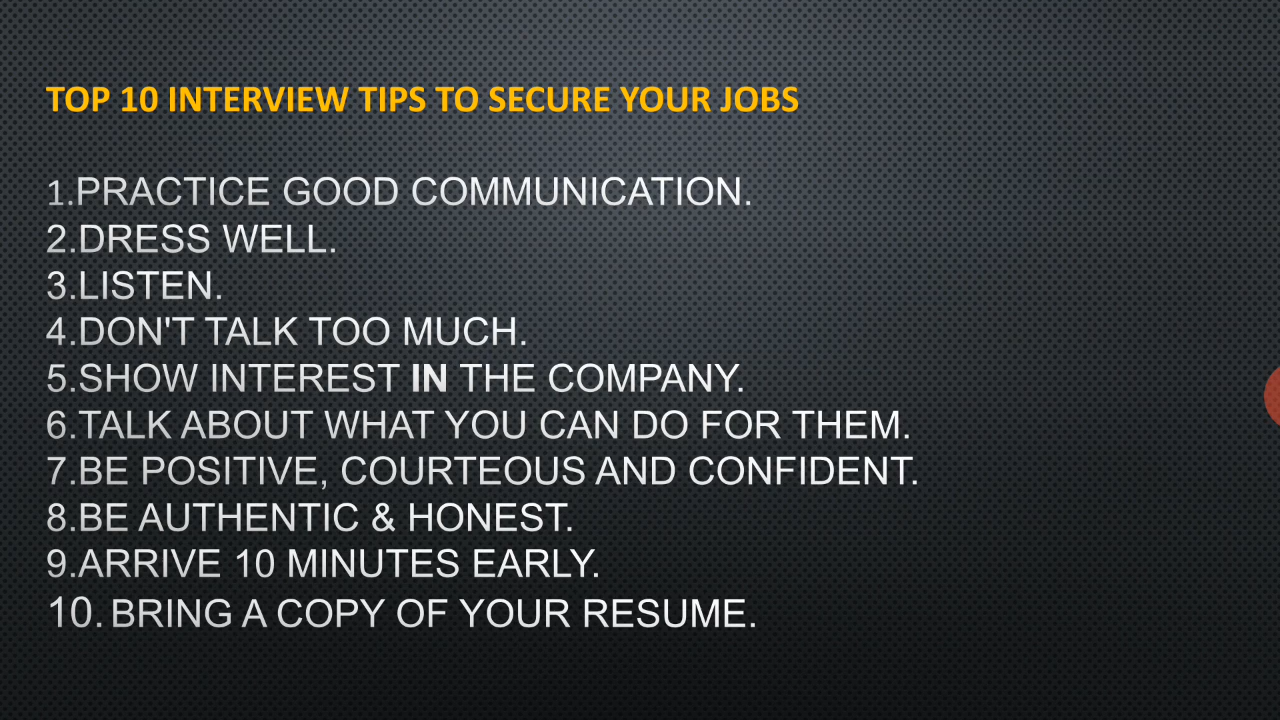 TOP 10 INTERVIEW TIPS TO SECURE YOUR JOBS
1.PRACTICE GOOD COMMUNICATION.
2.DRESS WELL.
3.LISTEN.
4.DON'T TALK TOO MUCH.
5.SHOW INTEREST IN THE COMPANY.
6.TALK ABOUT WHAT YOU CAN DO FOR THEM.
7.BE POSITIVE, COURTEOUS AND CONFIDENT.
8.BE AUTHENTIC & HONEST.
9.ARRIVE 10 MINUTES EARLY.
10. BRING A COPY OF YOUR RESUME.